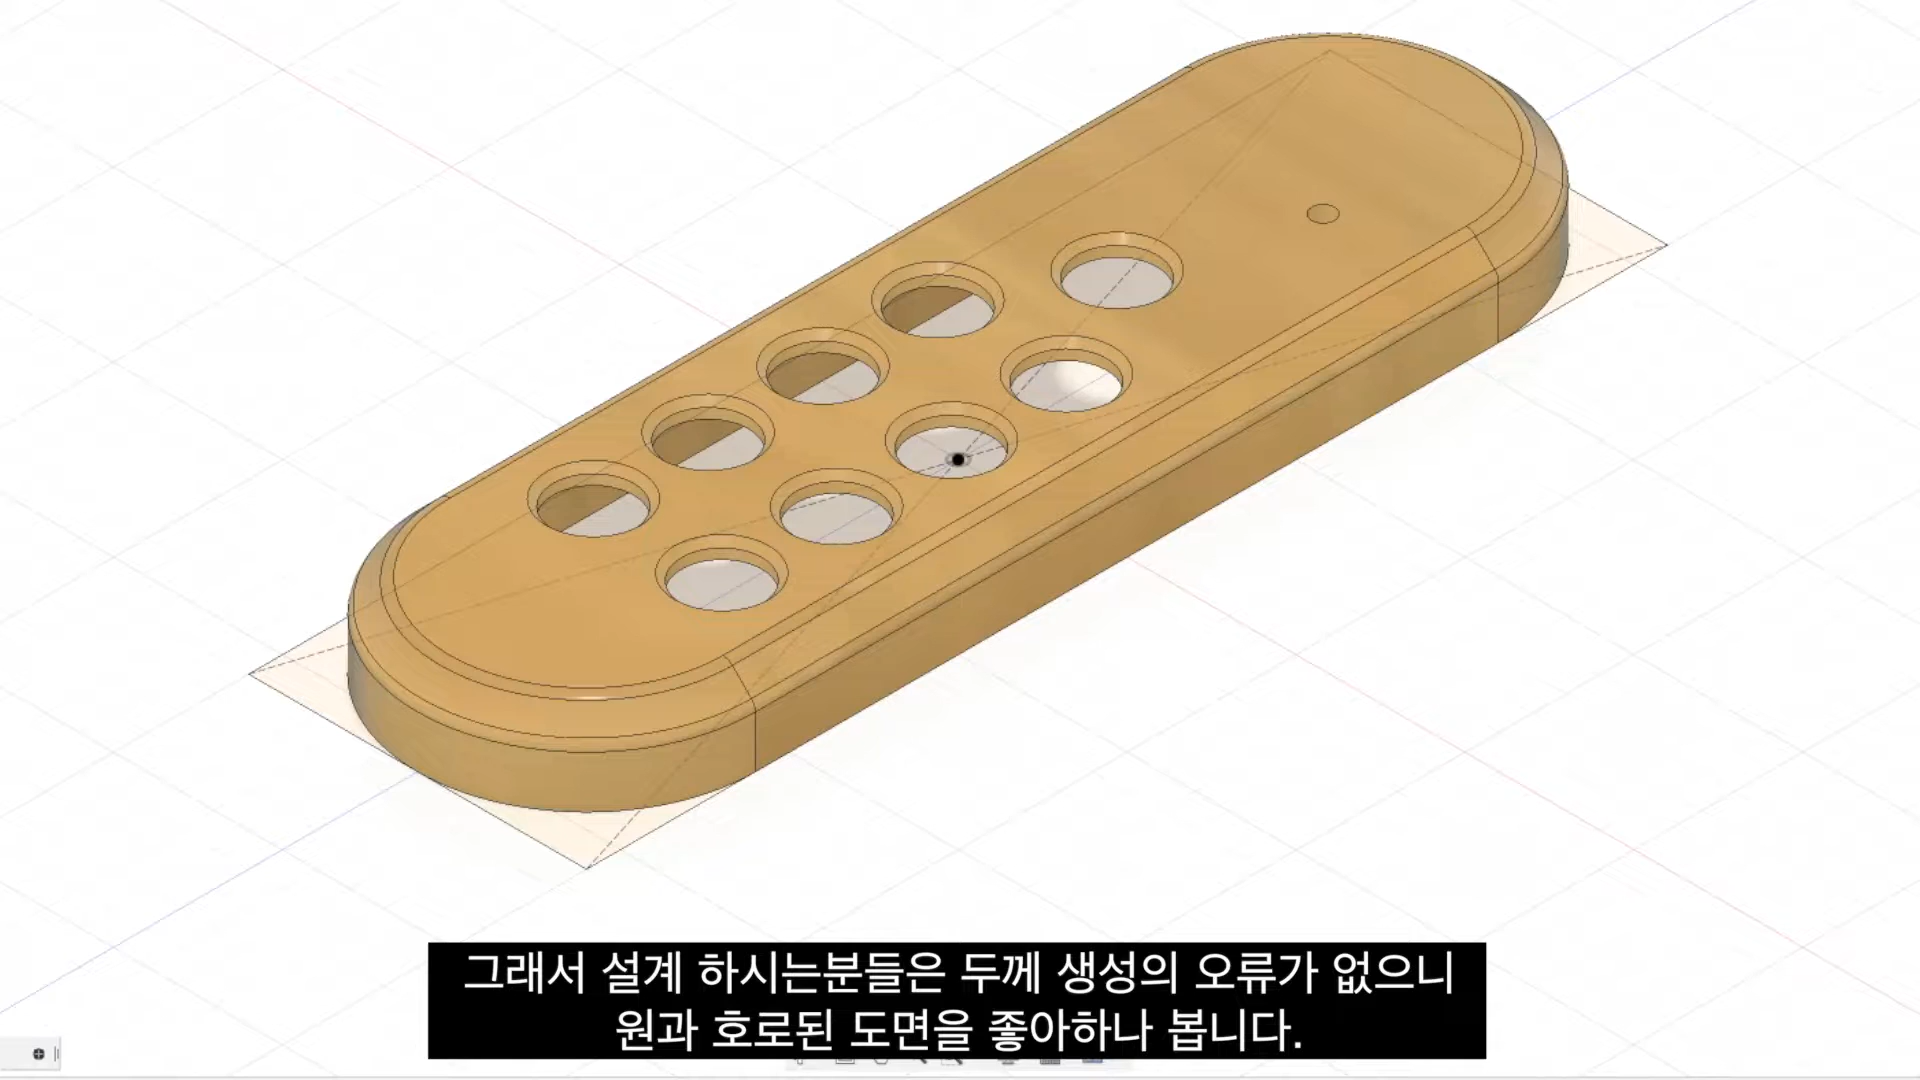 그래서 설계 하시는분들은 두께 생성의 오류가 없으니
원과 호로된 도면을 좋아하나 봅니다.